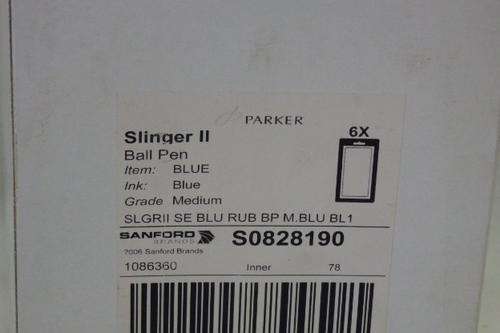 PARKER
Slinger II
6X
Ball Pen
Item: BLUE
Ink: Blue
Grade Medium
SLGRII SE BLU RUB BP M.BLU BL1
SANFORD BRANDS S0828190
2006 Sanford Brands
1086360 Inner 78